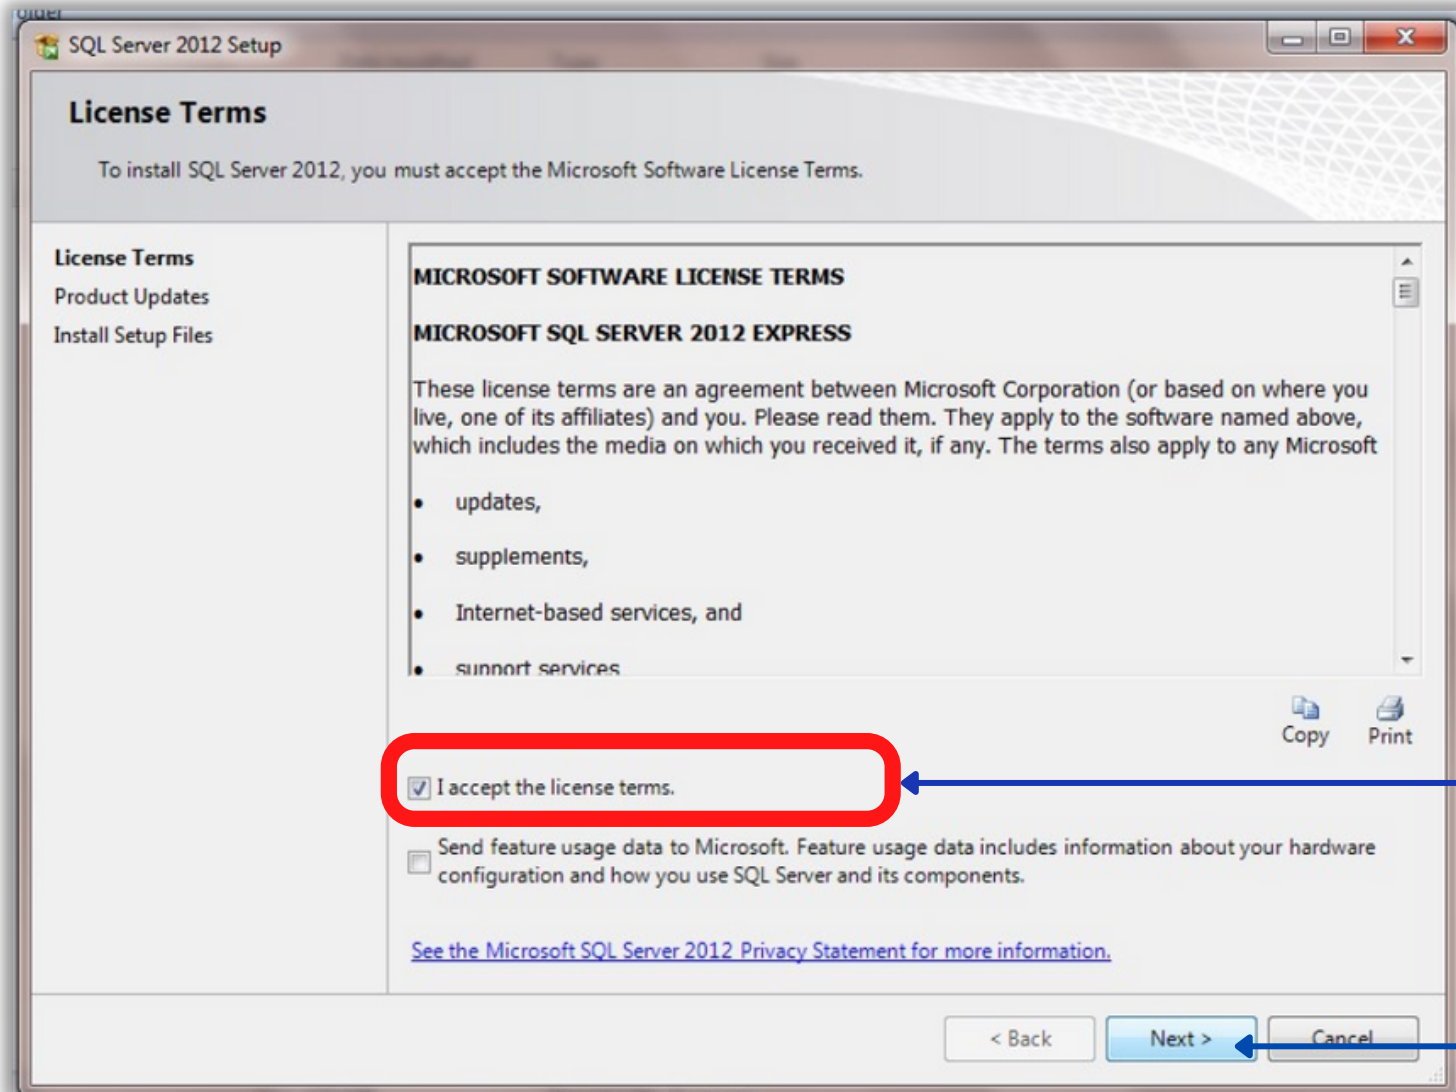 SQL Server 2012 Setup
License Terms
To install SQL Server 2012, you must accept the Microsoft Software License Terms.
License Terms
Product Updates
Install Setup Files
MICROSOFT SOFTWARE LICENSE TERMS
MICROSOFT SQL SERVER 2012 EXPRESS
These license terms are an agreement between Microsoft Corporation (or based on where you
live, one of its affiliates) and you. Please read them. They apply to the software named above,
which includes the media on which you received it, if any. The terms also apply to any Microsoft
• updates,
• supplements,
• Internet-based services, and
• support services
Copy Print
I accept the license terms.
Send feature usage data to Microsoft. Feature usage data includes information about your hardware
configuration and how you use SQL Server and its components.
See the Microsoft SQL Server 2012 Privacy Statement for more information.
< Back Next > Cancel